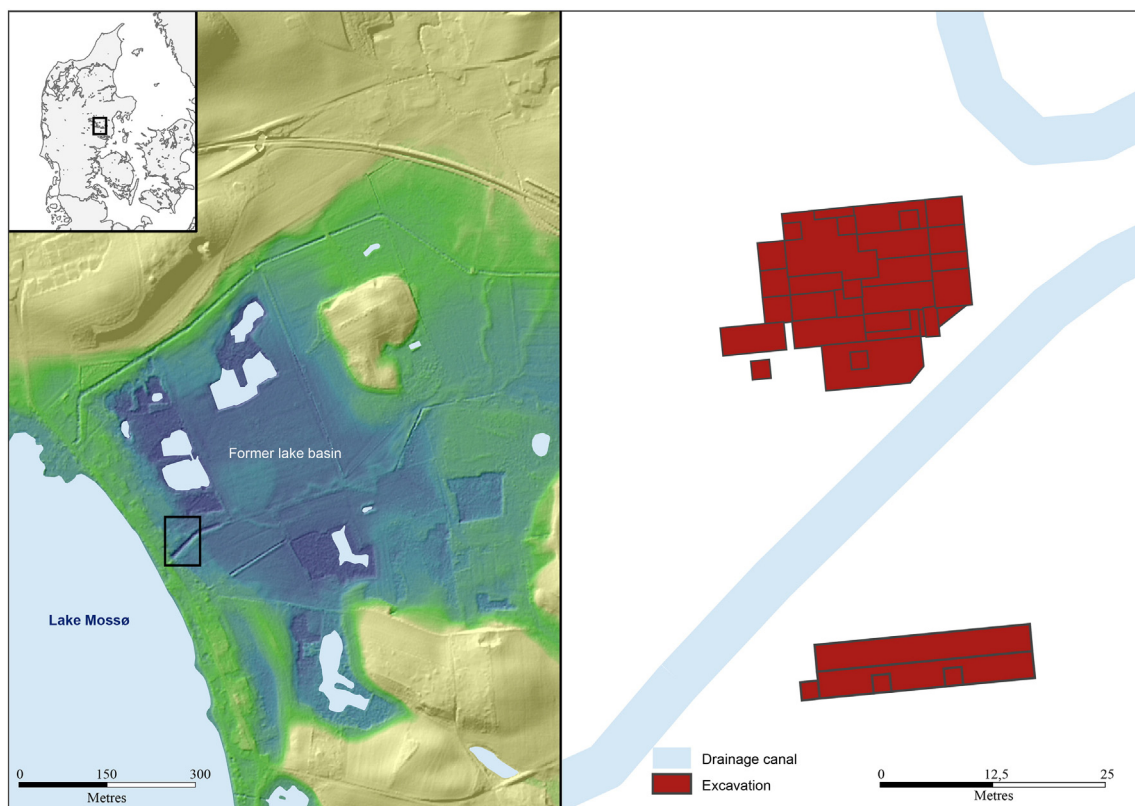 Former lake basin
Lake Mossø
0 150 300
Metres
Drainage canal
Excavation
0 12,5 25
Metres